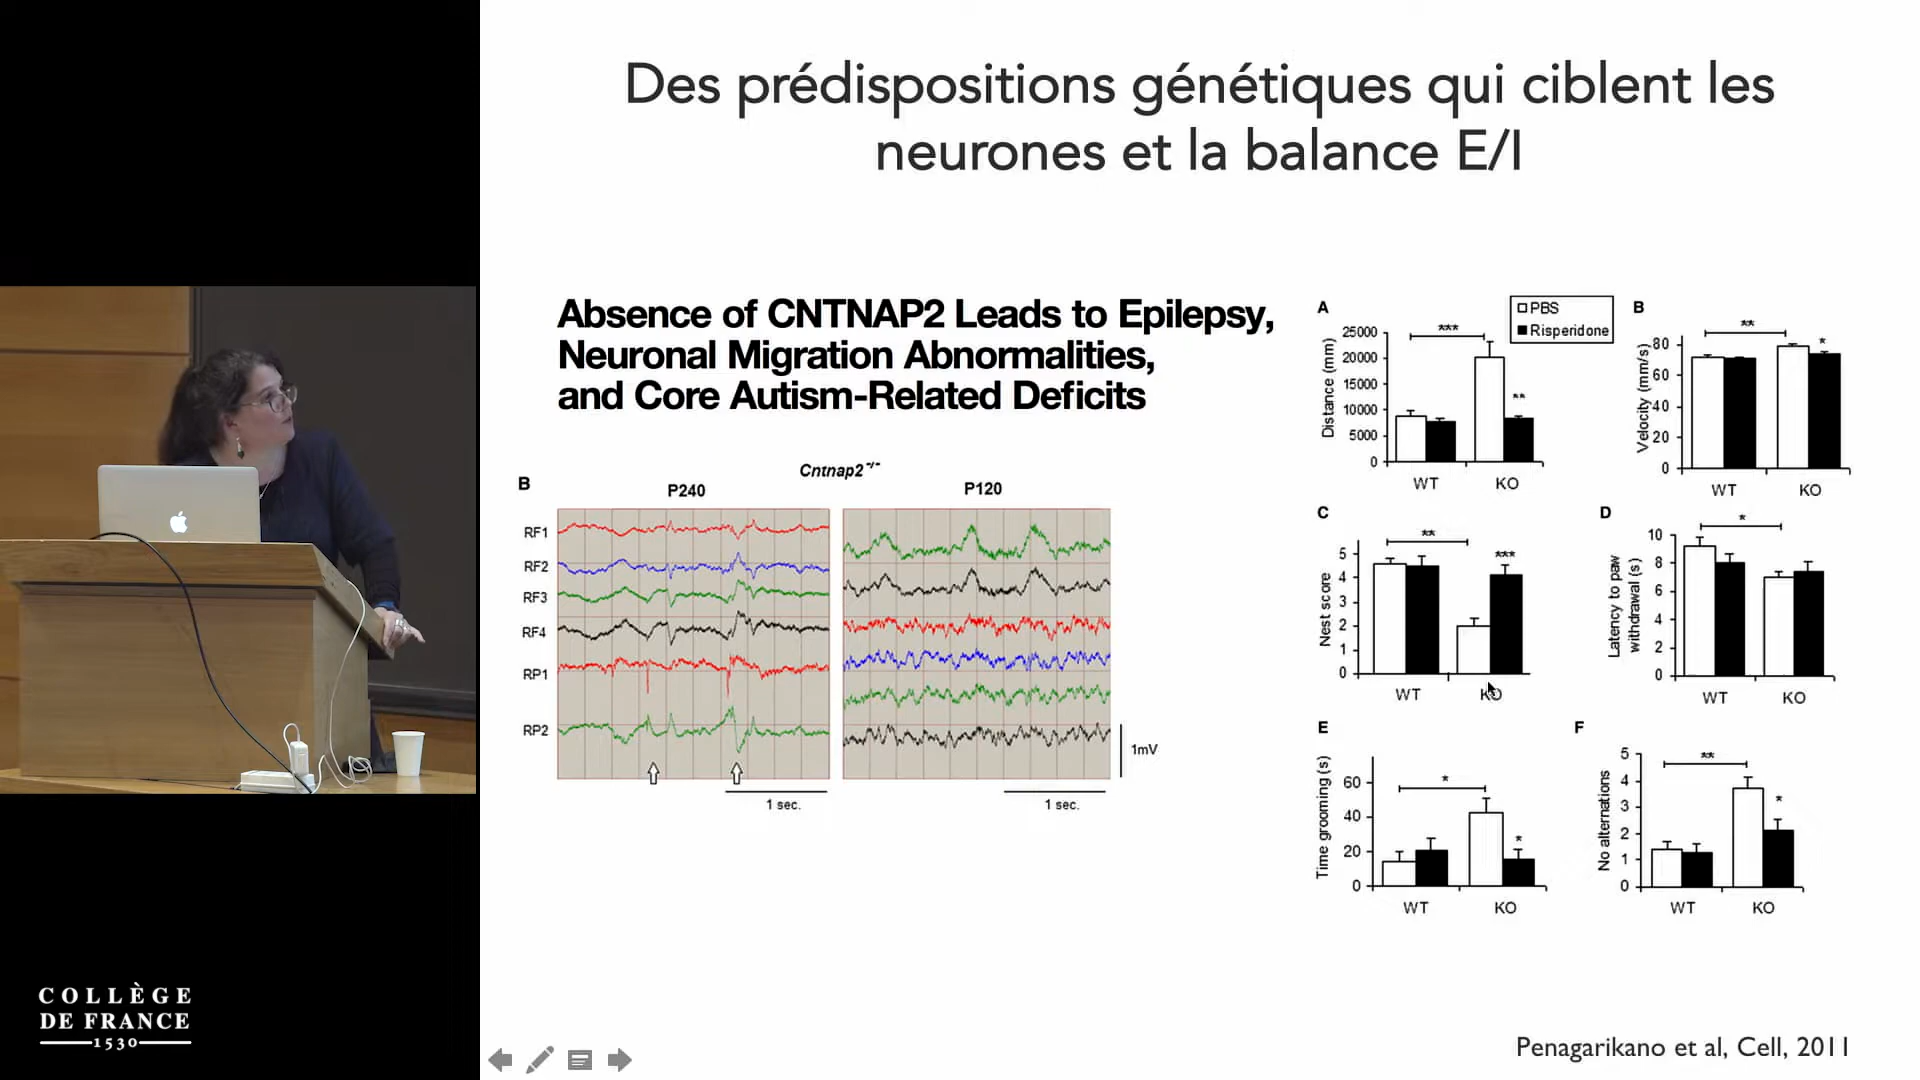 Des prédispositions génétiques qui ciblent les
neurones et la balance E/I
Absence of CNTNAP2 Leads to Epilepsy,
Neuronal Migration Abnormalities,
and Core Autism-Related Deficits
Cntnap2-/-
B
P240
P120
RF1
RF2
RF3
RF4
RP1
RP2
1mV
1 sec.
1 sec.
A
PBS
Risperidone
Distance (mm)
25000
20000
15000
10000
5000
0
***
**
WT
KO
B
Velocity (mm/s)
80
60
40
20
0
**
*
WT
KO
C
Nest score
5
4
3
2
1
0
**
***
WT
KO
D
Latency to paw
withdrawal (s)
10
8
6
4
2
0
*
WT
KO
E
Time grooming (s)
60
40
20
0
*
*
WT
KO
F
No alternations
5
4
3
2
1
0
**
*
WT
KO
Penagarikano et al, Cell, 2011
COLLÈGE
DE FRANCE
1530